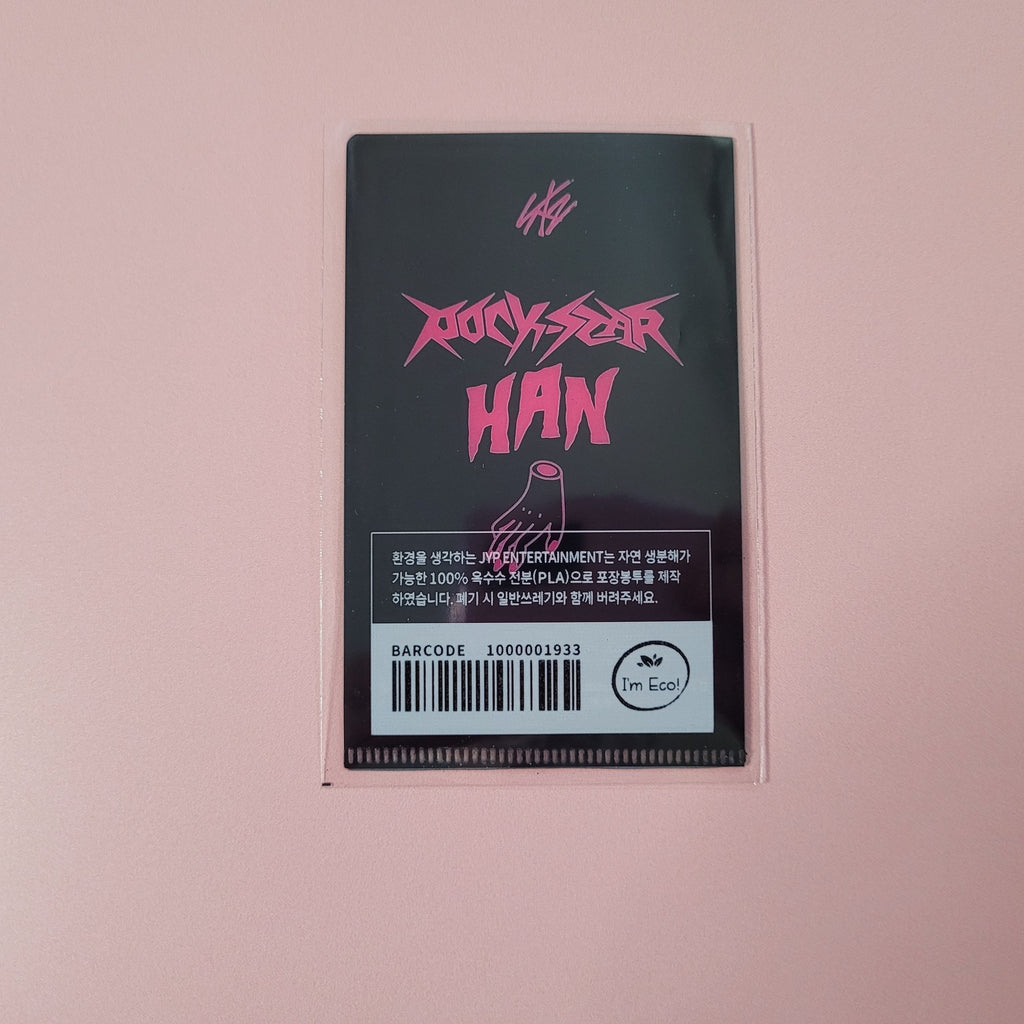 SKZ
ROCK-STAR
HAN
환경을 생각하는 JYP ENTERTAINMENT는 자연 생분해가
가능한 100% 옥수수 전분(PLA)으로 포장봉투를 제작
하였습니다. 폐기 시 일반쓰레기와 함께 버려주세요.
BARCODE 1000001933
I'm Eco!